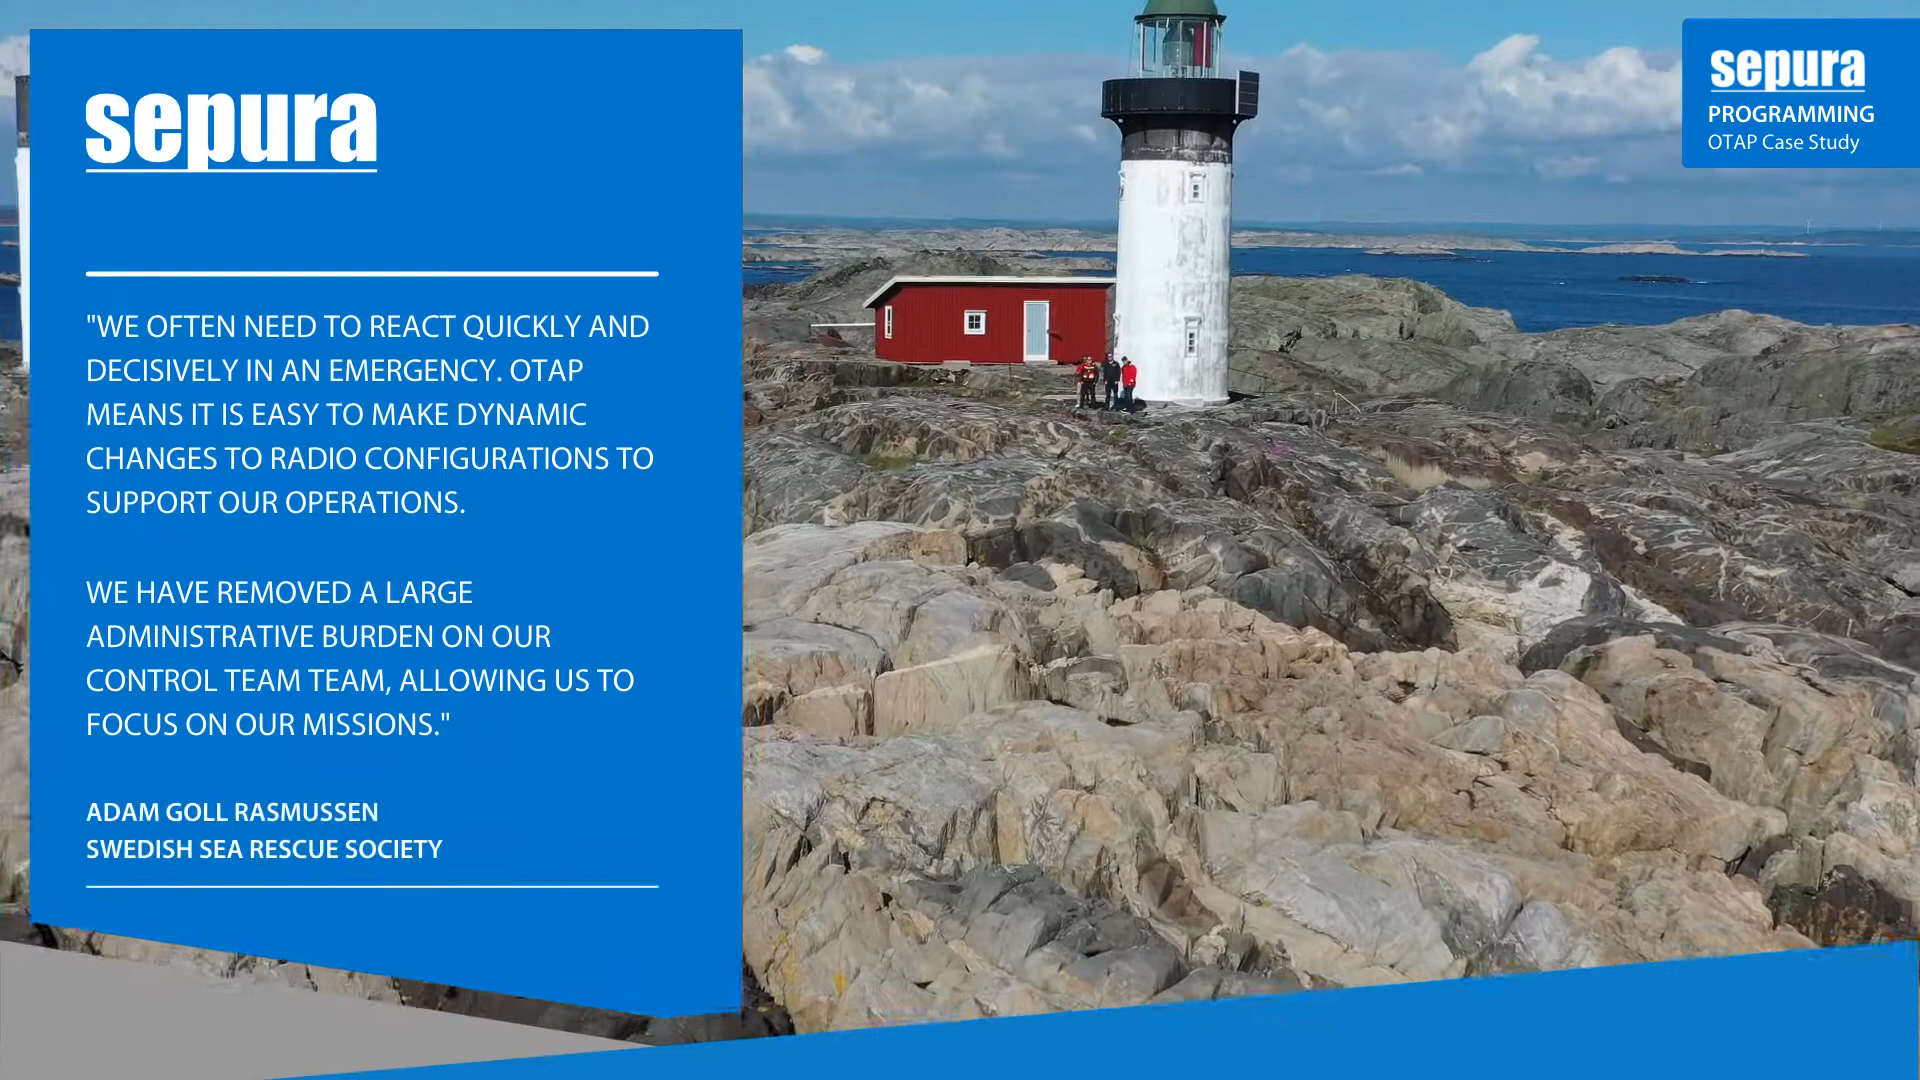 sepura
"WE OFTEN NEED TO REACT QUICKLY AND
DECISIVELY IN AN EMERGENCY. OTAP
MEANS IT IS EASY TO MAKE DYNAMIC
CHANGES TO RADIO CONFIGURATIONS TO
SUPPORT OUR OPERATIONS.
WE HAVE REMOVED A LARGE
ADMINISTRATIVE BURDEN ON OUR
CONTROL TEAM TEAM, ALLOWING US TO
FOCUS ON OUR MISSIONS."
ADAM GOLL RASMUSSEN
SWEDISH SEA RESCUE SOCIETY
sepura
PROGRAMMING
OTAP Case Study